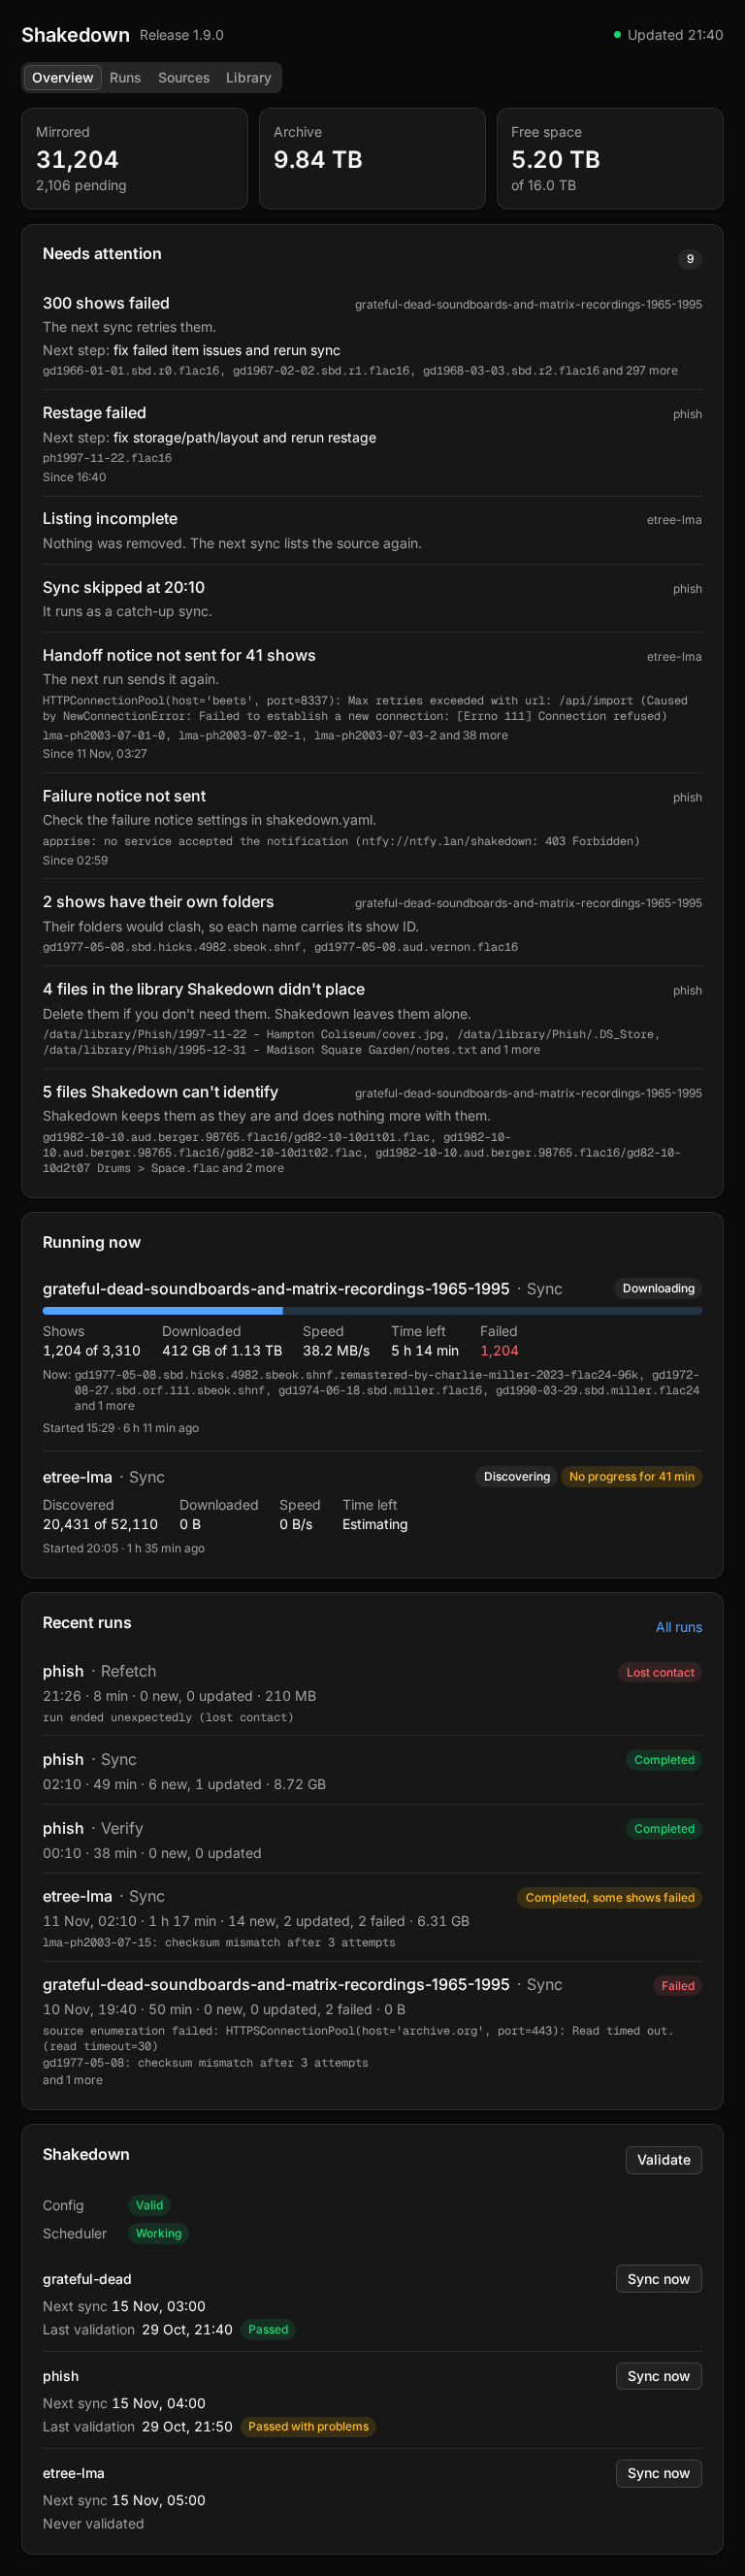 Shakedown Release 1.9.0
Updated 21:40
Overview Runs Sources Library
Mirrored
31,204
2,106 pending
Archive
9.84 TB
Free space
5.20 TB
of 16.0 TB
Needs attention
9
300 shows failed
grateful-dead-soundboards-and-matrix-recordings-1965-1995
The next sync retries them.
Next step: fix failed item issues and rerun sync
gd1966-01-01.sbd.r0.flac16, gd1967-02-02.sbd.r1.flac16, gd1968-03-03.sbd.r2.flac16 and 297 more
Restage failed
phish
Next step: fix storage/path/layout and rerun restage
ph1997-11-22.flac16
Since 16:40
Listing incomplete
etree-lma
Nothing was removed. The next sync lists the source again.
Sync skipped at 20:10
phish
It runs as a catch-up sync.
Handoff notice not sent for 41 shows
etree-lma
The next run sends it again.
HTTPConnectionPool(host='beets', port=8337): Max retries exceeded with url: /api/import (Caused
by NewConnectionError: Failed to establish a new connection: [Errno 111] Connection refused)
lma-ph2003-07-01-0, lma-ph2003-07-02-1, lma-ph2003-07-03-2 and 38 more
Since 11 Nov, 03:27
Failure notice not sent
phish
Check the failure notice settings in shakedown.yaml.
apprise: no service accepted the notification (ntfy://ntfy.lan/shakedown: 403 Forbidden)
Since 02:59
2 shows have their own folders
grateful-dead-soundboards-and-matrix-recordings-1965-1995
Their folders would clash, so each name carries its show ID.
gd1977-05-08.sbd.hicks.4982.sbeok.shnf, gd1977-05-08.aud.vernon.flac16
4 files in the library Shakedown didn't place
phish
Delete them if you don't need them. Shakedown leaves them alone.
/data/library/Phish/1997-11-22 - Hampton Coliseum/cover.jpg, /data/library/Phish/.DS_Store,
/data/library/Phish/1995-12-31 - Madison Square Garden/notes.txt and 1 more
5 files Shakedown can't identify
grateful-dead-soundboards-and-matrix-recordings-1965-1995
Shakedown keeps them as they are and does nothing more with them.
gd1982-10-10.aud.berger.98765.flac16/gd82-10-10d1t01.flac, gd1982-10-
10.aud.berger.98765.flac16/gd82-10-10d1t02.flac, gd1982-10-10.aud.berger.98765.flac16/gd82-10-
10d2t07 Drums > Space.flac and 2 more
Running now
grateful-dead-soundboards-and-matrix-recordings-1965-1995 · Sync
Downloading
Shows Downloaded Speed Time left Failed
1,204 of 3,310 412 GB of 1.13 TB 38.2 MB/s 5 h 14 min 1,204
Now: gd1977-05-08.sbd.hicks.4982.sbeok.shnf.remastered-by-charlie-miller-2023-flac24-96k, gd1972-
08-27.sbd.orf.111.sbeok.shnf, gd1974-06-18.sbd.miller.flac16, gd1990-03-29.sbd.miller.flac24
and 1 more
Started 15:29 · 6 h 11 min ago
etree-lma · Sync
Discovering No progress for 41 min
Discovered Downloaded Speed Time left
20,431 of 52,110 0 B 0 B/s Estimating
Started 20:05 · 1 h 35 min ago
Recent runs
All runs
phish · Refetch
Lost contact
21:26 · 8 min · 0 new, 0 updated · 210 MB
run ended unexpectedly (lost contact)
phish · Sync
Completed
02:10 · 49 min · 6 new, 1 updated · 8.72 GB
phish · Verify
Completed
00:10 · 38 min · 0 new, 0 updated
etree-lma · Sync
Completed, some shows failed
11 Nov, 02:10 · 1 h 17 min · 14 new, 2 updated, 2 failed · 6.31 GB
lma-ph2003-07-15: checksum mismatch after 3 attempts
grateful-dead-soundboards-and-matrix-recordings-1965-1995 · Sync
Failed
10 Nov, 19:40 · 50 min · 0 new, 0 updated, 2 failed · 0 B
source enumeration failed: HTTPSConnectionPool(host='archive.org', port=443): Read timed out.
(read timeout=30)
gd1977-05-08: checksum mismatch after 3 attempts
and 1 more
Shakedown
Validate
Config Valid
Scheduler Working
grateful-dead
Sync now
Next sync 15 Nov, 03:00
Last validation 29 Oct, 21:40 Passed
phish
Sync now
Next sync 15 Nov, 04:00
Last validation 29 Oct, 21:50 Passed with problems
etree-lma
Sync now
Next sync 15 Nov, 05:00
Never validated